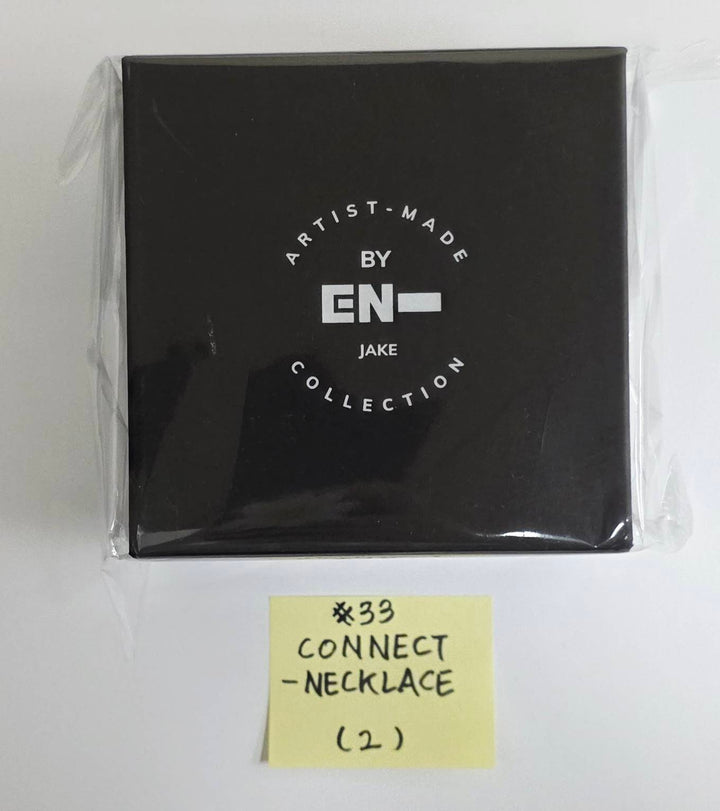 ARTIST-MADE
BY
EN-
JAKE
COLLECTION
#33
CONNECT
-NECKLACE
(2)